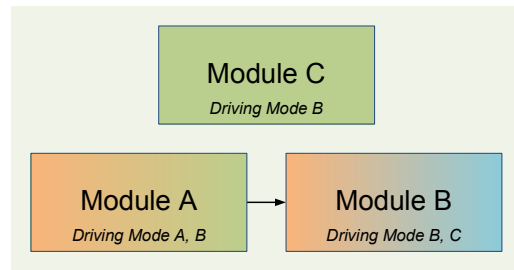 Module C
Driving Mode B
Module A
Driving Mode A, B
Module B
Driving Mode B, C